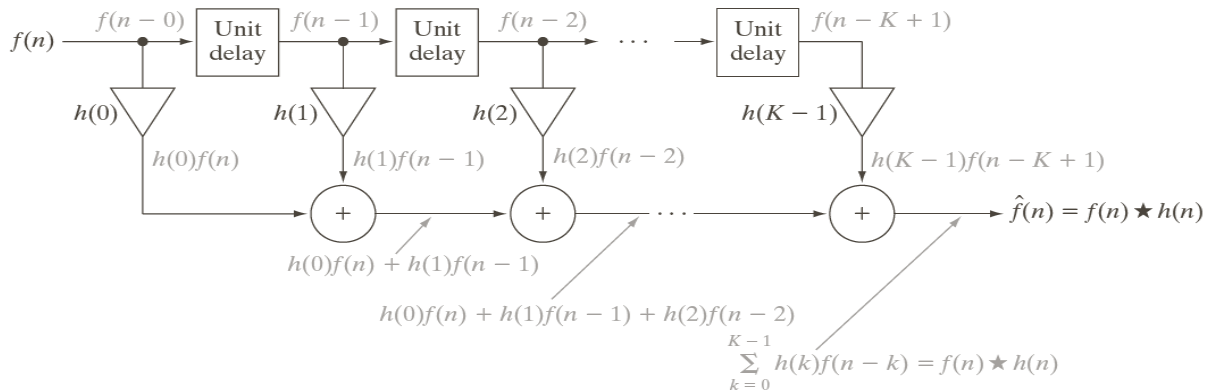 f(n − 0) f(n − 1) f(n − 2) f(n − K + 1)
f(n) Unit delay Unit delay ··· Unit delay
h(0) h(1) h(2) h(K − 1)
h(0)f(n) h(1)f(n − 1) h(2)f(n − 2) h(K − 1)f(n − K + 1)
+ + ··· + f̂(n) = f(n) ★ h(n)
h(0)f(n) + h(1)f(n − 1)
h(0)f(n) + h(1)f(n − 1) + h(2)f(n − 2)
K − 1
∑ h(k)f(n − k) = f(n) ★ h(n)
k = 0